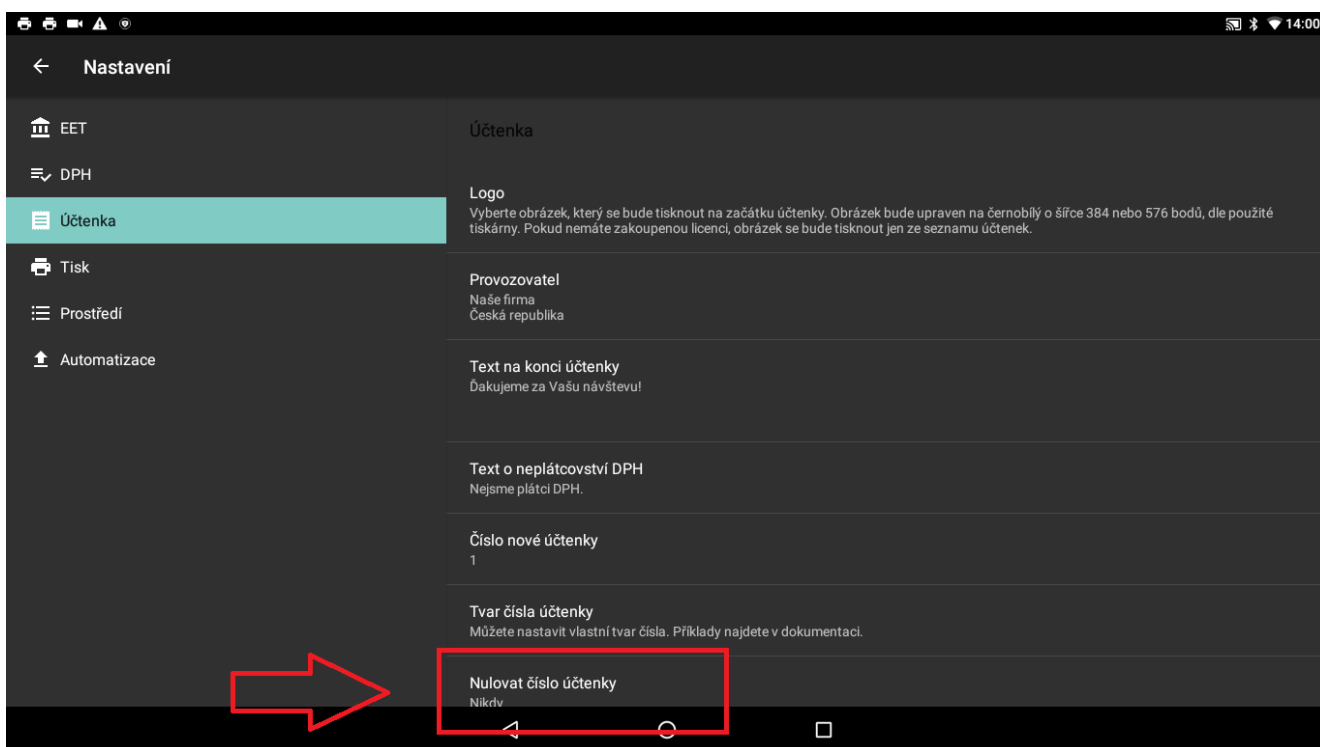 14:00
Nastavení
EET
DPH
Účtenka
Tisk
Prostředí
Automatizace
Účtenka
Logo
Vyberte obrázek, který se bude tisknout na začátku účtenky. Obrázek bude upraven na černobílý o šířce 384 nebo 576 bodů, dle použité
tiskárny. Pokud nemáte zakoupenou licenci, obrázek se bude tisknout jen ze seznamu účtenek.
Provozovatel
Naše firma
Česká republika
Text na konci účtenky
Ďakujeme za Vašu návštevu!
Text o neplátcovství DPH
Nejsme plátci DPH.
Číslo nové účtenky
1
Tvar čísla účtenky
Můžete nastavit vlastní tvar čísla. Příklady najdete v dokumentaci.
Nulovat číslo účtenky
Nikdy